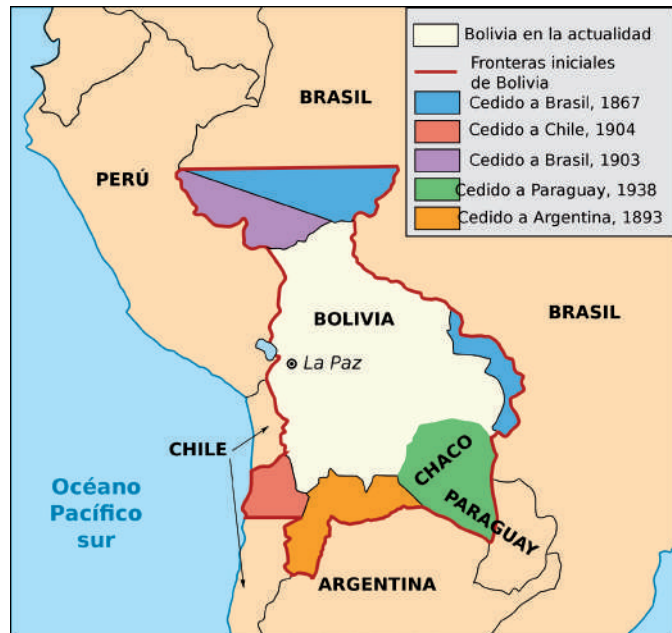 Bolivia en la actualidad
Fronteras iniciales
de Bolivia
Cedido a Brasil, 1867
Cedido a Chile, 1904
Cedido a Brasil, 1903
Cedido a Paraguay, 1938
Cedido a Argentina, 1893
BRASIL
PERÚ
BOLIVIA
BRASIL
La Paz
CHILE
CHACO
PARAGUAY
Océano
Pacífico
sur
ARGENTINA